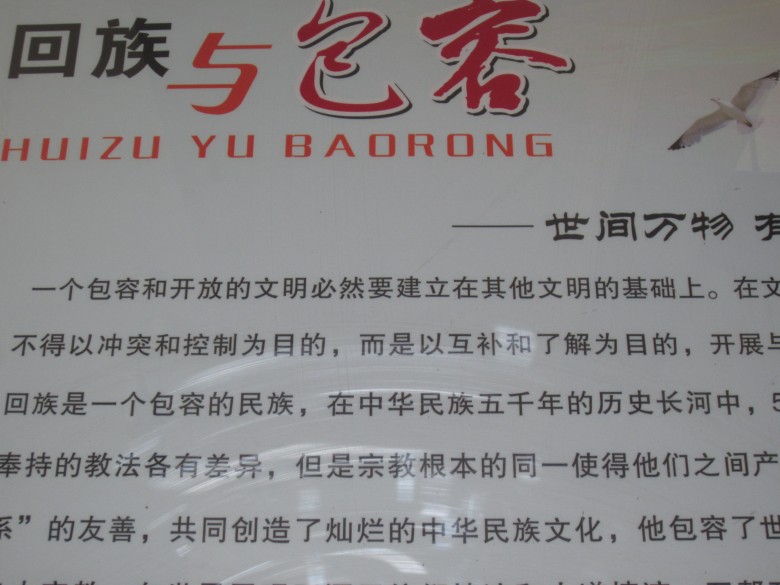 回族与包容
HUIZU YU BAORONG
——世间万物 有
一个包容和开放的文明必然要建立在其他文明的基础上。在文
不得以冲突和控制为目的，而是以互补和了解为目的，开展与
回族是一个包容的民族，在中华民族五千年的历史长河中，5
奉持的教法各有差异，但是宗教根本的同一使得他们之间产
系”的友善，共同创造了灿烂的中华民族文化，他包容了世